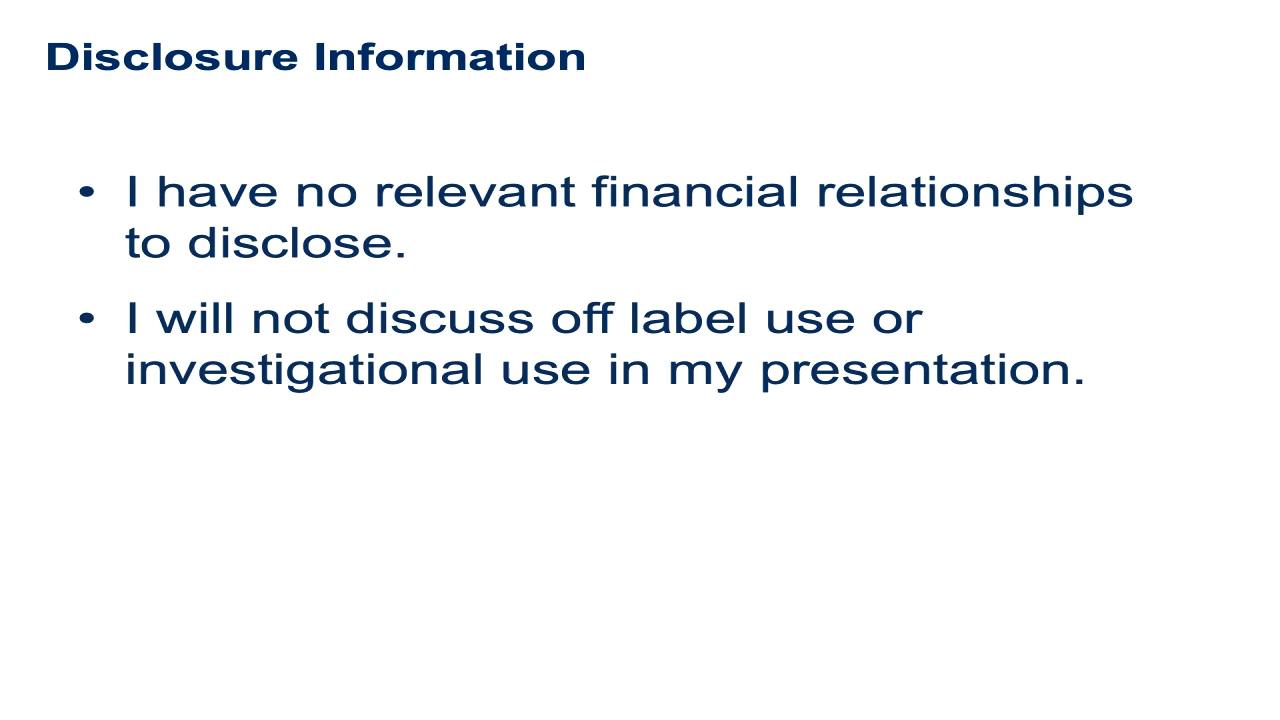 Disclosure Information
• I have no relevant financial relationships
to disclose.
• I will not discuss off label use or
investigational use in my presentation.